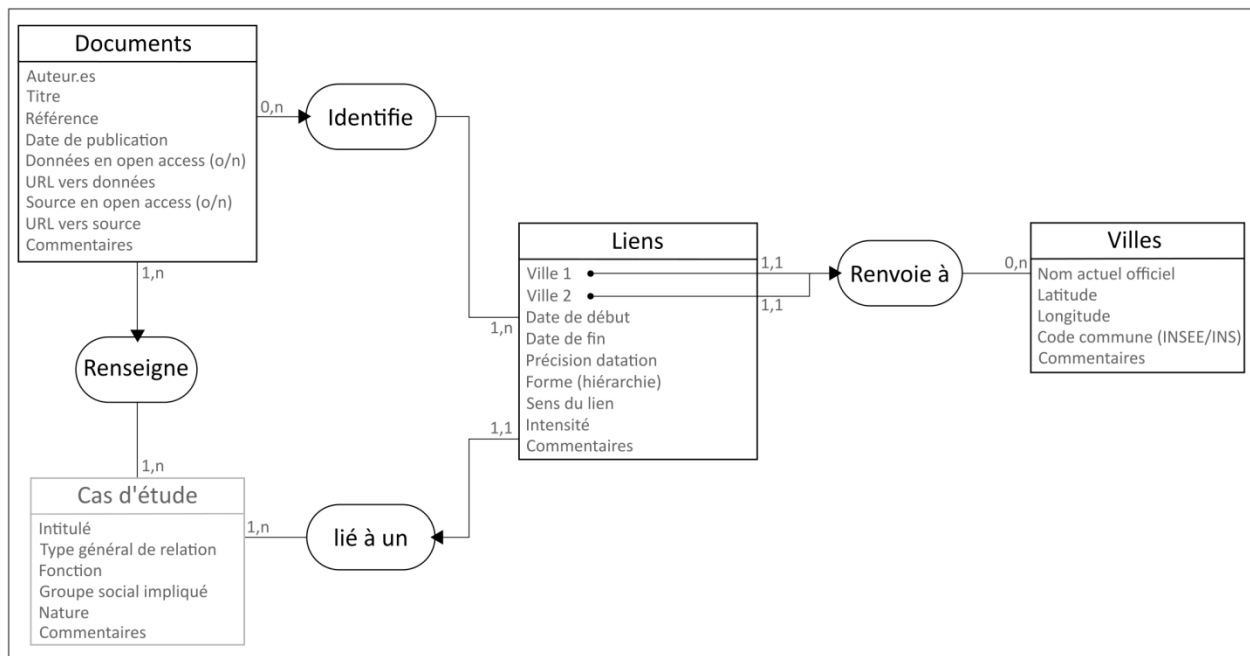 Documents
Auteur.es
Titre
Référence
Date de publication
Données en open access (o/n)
URL vers données
Source en open access (o/n)
URL vers source
Commentaires
0,n
Identifie
1,n
Renseigne
1,n
Cas d'étude
Intitulé
Type général de relation
Fonction
Groupe social impliqué
Nature
Commentaires
1,n
lié à un
1,1
1,n
Liens
Ville 1
Ville 2
Date de début
Date de fin
Précision datation
Forme (hiérarchie)
Sens du lien
Intensité
Commentaires
1,1
1,1
Renvoie à
0,n
Villes
Nom actuel officiel
Latitude
Longitude
Code commune (INSEE/INS)
Commentaires